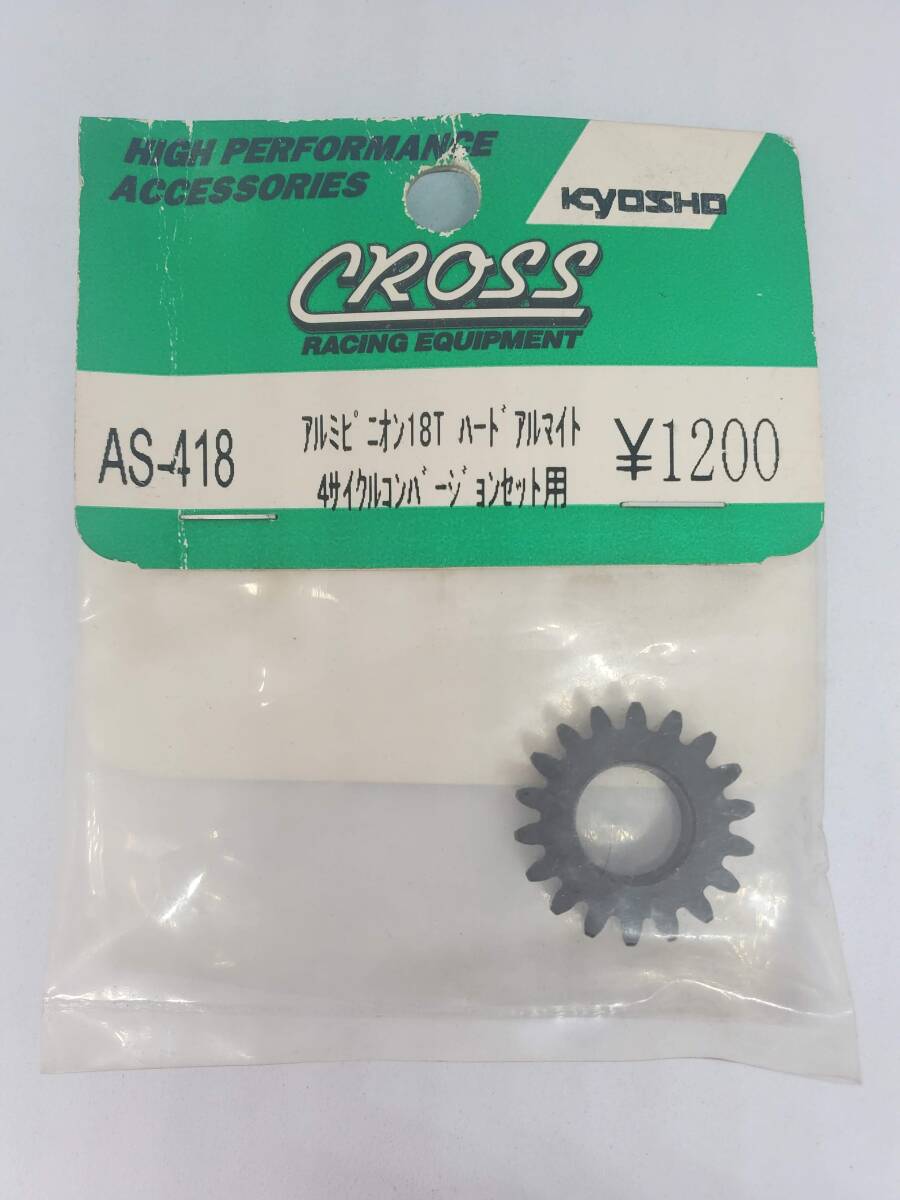 HIGH PERFORMANCE
ACCESSORIES
KYOSHO
CROSS
RACING EQUIPMENT
AS-418
アルミピニオン18T ハードアルマイト
4サイクルコンバージョンセット用
¥1200